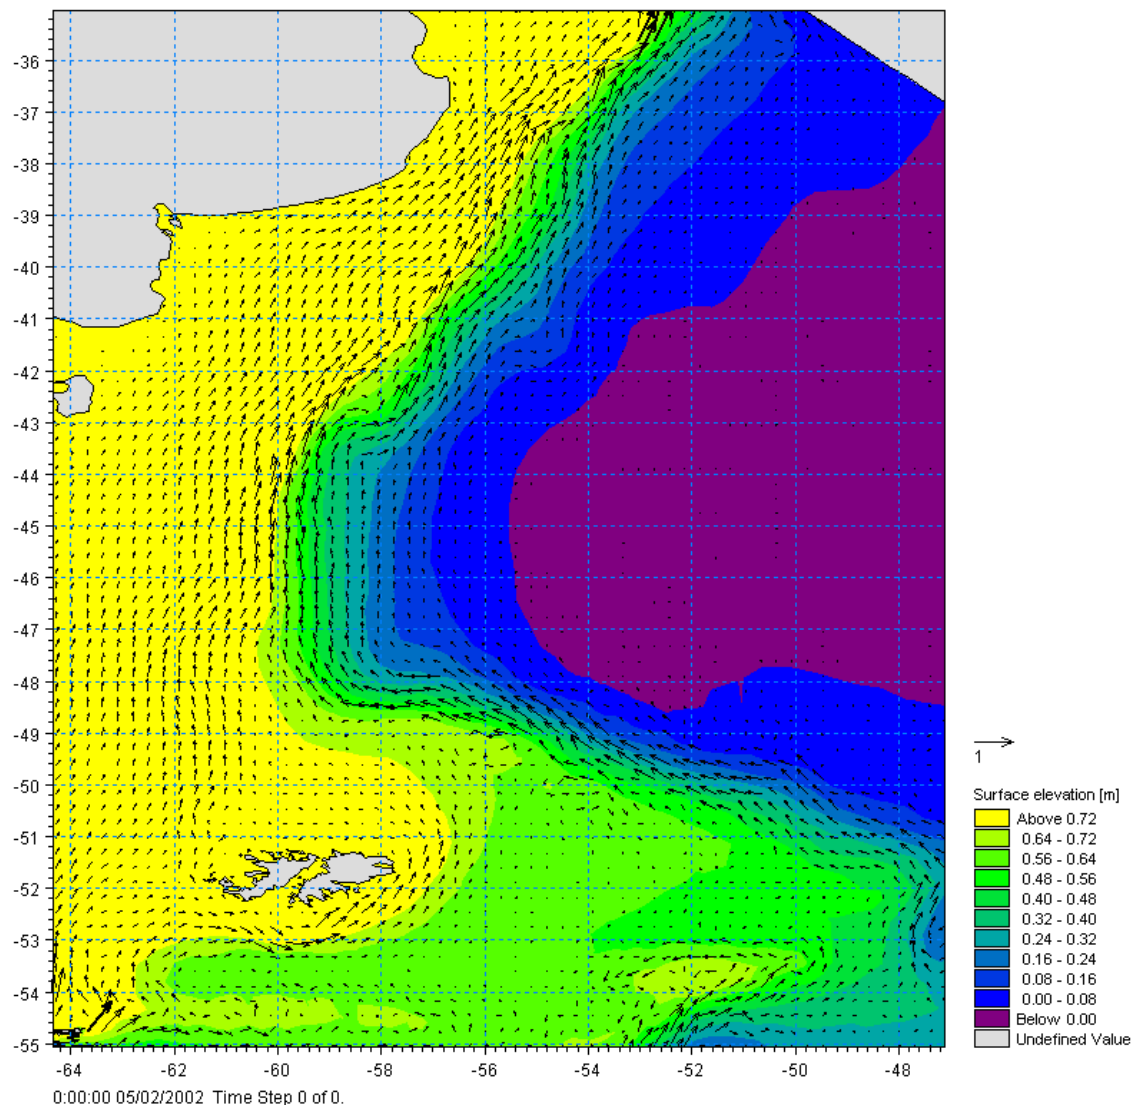 -36
-37
-38
-39
-40
-41
-42
-43
-44
-45
-46
-47
-48
-49
-50
-51
-52
-53
-54
-55
-64
-62
-60
-58
-56
-54
-52
-50
-48
0:00:00 05/02/2002 Time Step 0 of 0.
1
Surface elevation [m]
Above 0.72
0.64 - 0.72
0.56 - 0.64
0.48 - 0.56
0.40 - 0.48
0.32 - 0.40
0.24 - 0.32
0.16 - 0.24
0.08 - 0.16
0.00 - 0.08
Below 0.00
Undefined Value